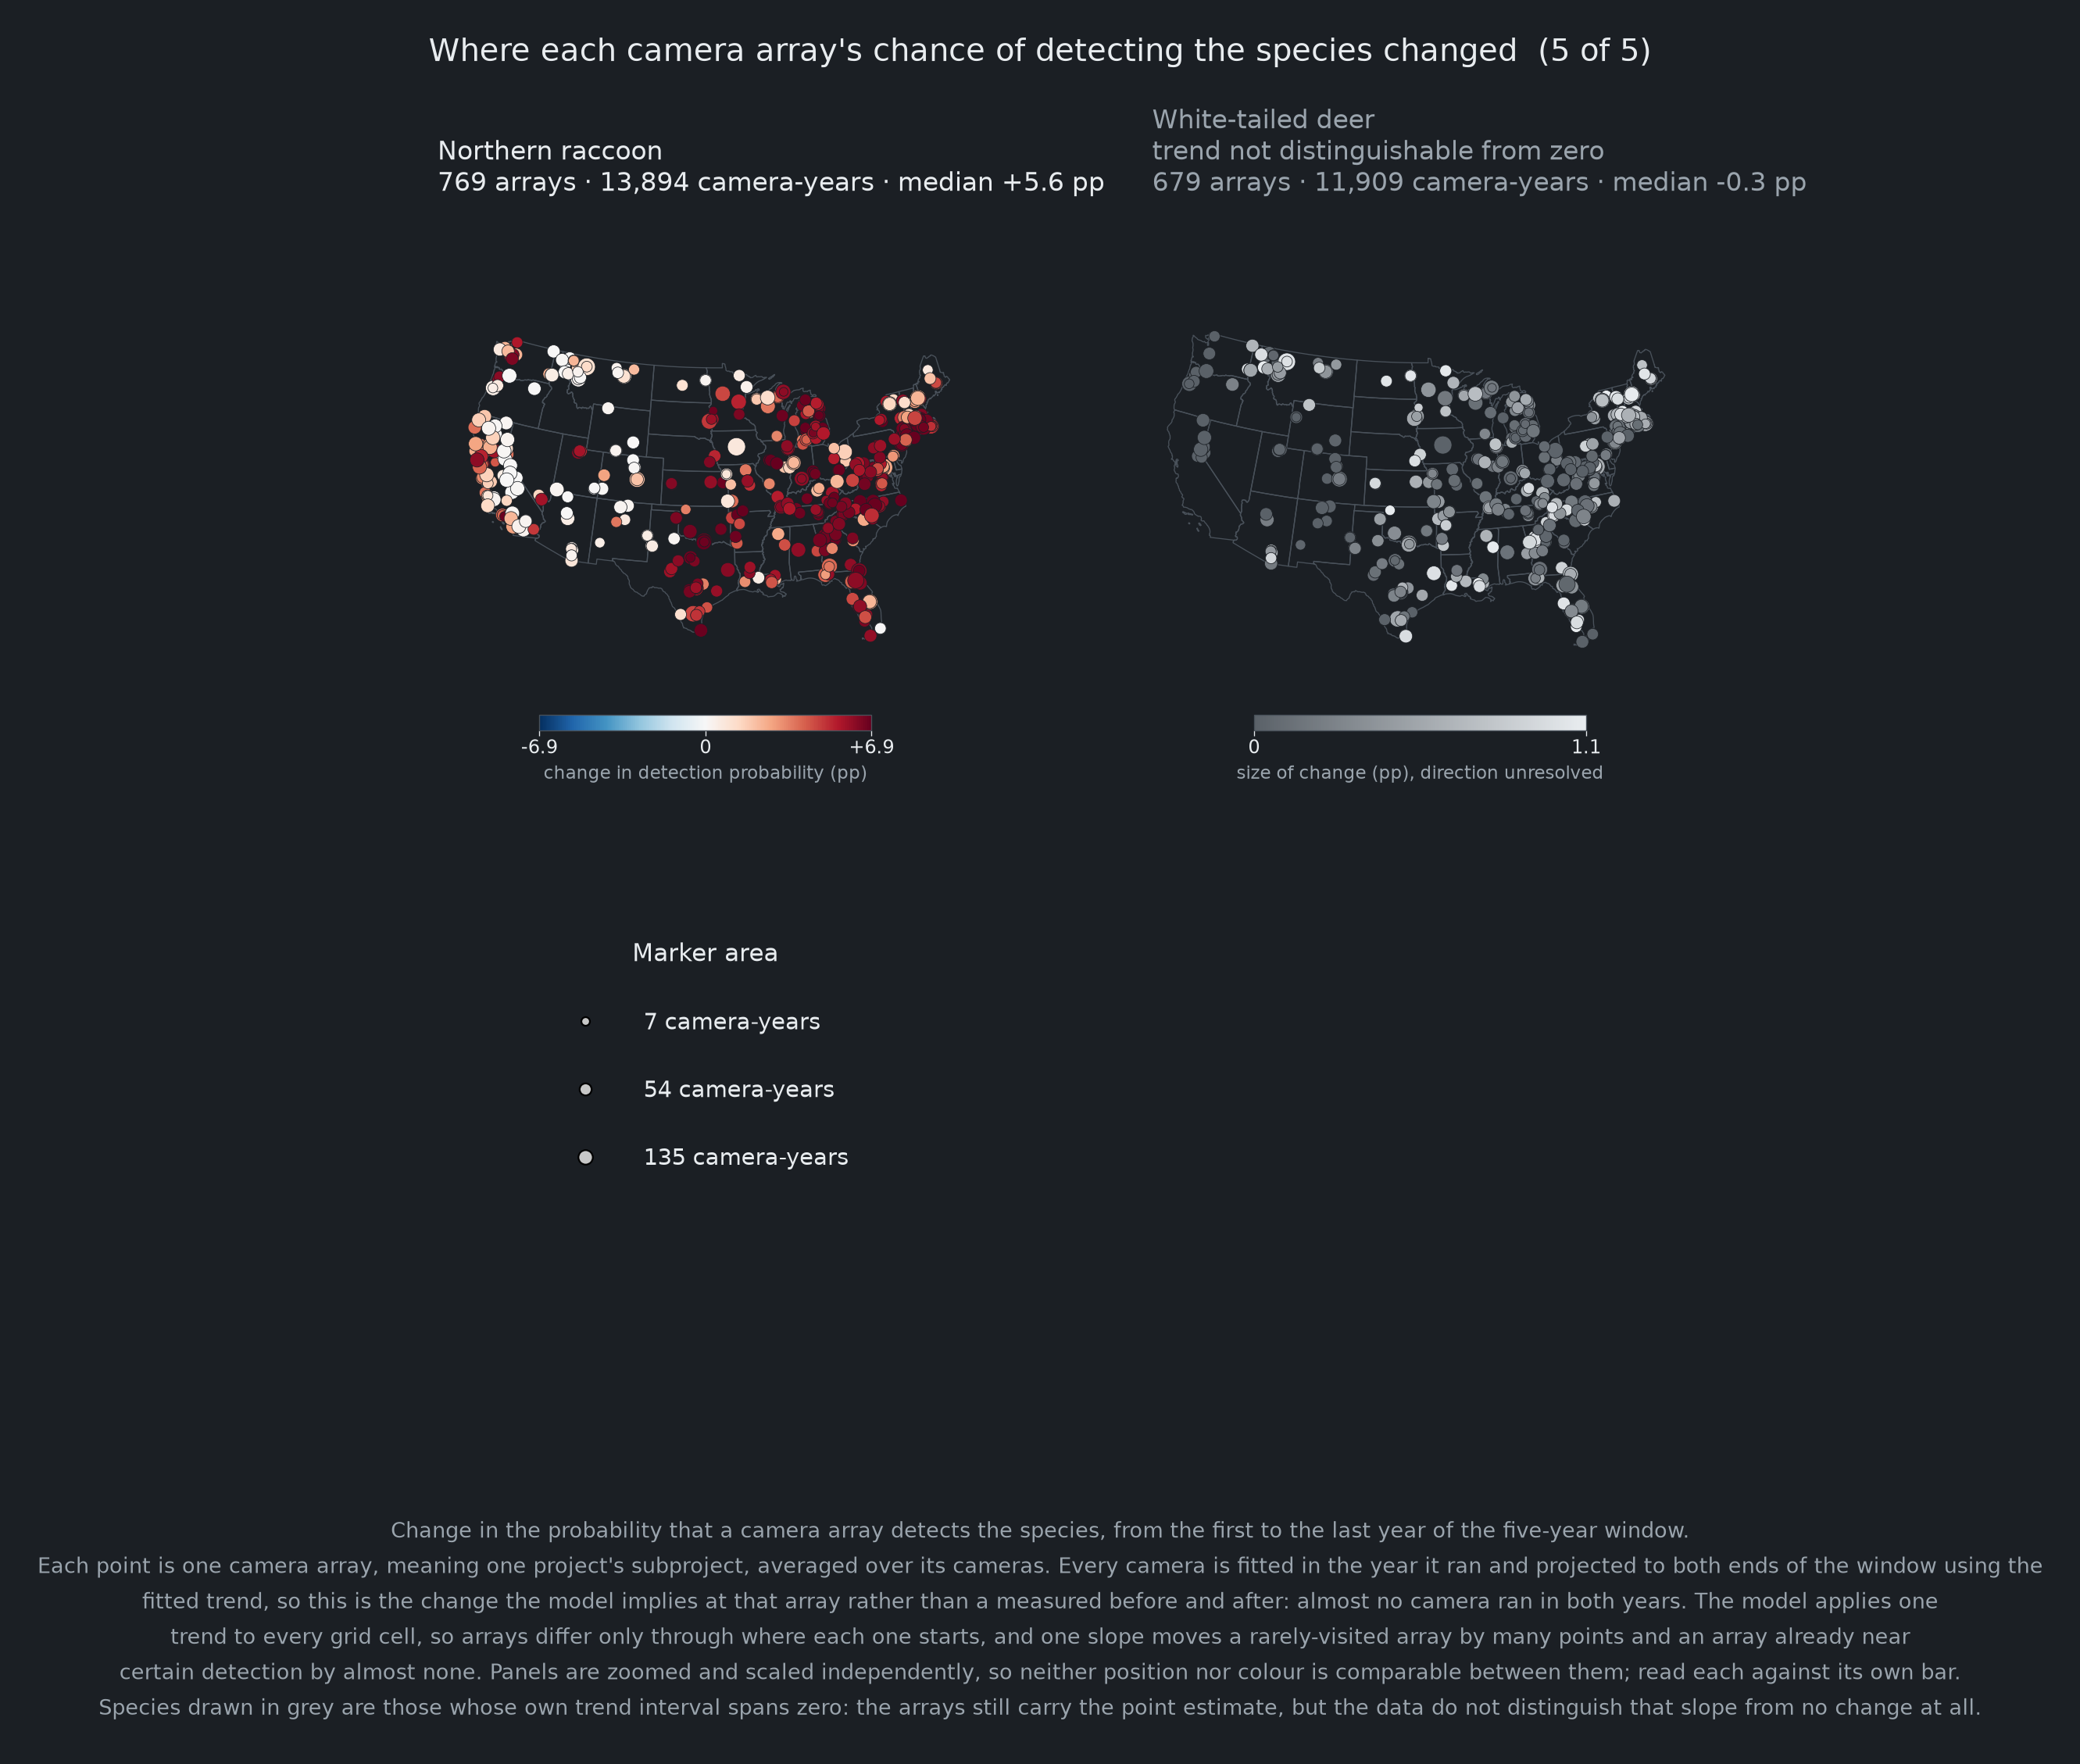 Where each camera array's chance of detecting the species changed  (5 of 5)
Northern raccoon
769 arrays · 13,894 camera-years · median +5.6 pp
White-tailed deer
trend not distinguishable from zero
679 arrays · 11,909 camera-years · median -0.3 pp
-6.9 0 +6.9
change in detection probability (pp)
0 1.1
size of change (pp), direction unresolved
Marker area
7 camera-years
54 camera-years
135 camera-years
Change in the probability that a camera array detects the species, from the first to the last year of the five-year window.
Each point is one camera array, meaning one project's subproject, averaged over its cameras. Every camera is fitted in the year it ran and projected to both ends of the window using the
fitted trend, so this is the change the model implies at that array rather than a measured before and after: almost no camera ran in both years. The model applies one
trend to every grid cell, so arrays differ only through where each one starts, and one slope moves a rarely-visited array by many points and an array already near
certain detection by almost none. Panels are zoomed and scaled independently, so neither position nor colour is comparable between them; read each against its own bar.
Species drawn in grey are those whose own trend interval spans zero: the arrays still carry the point estimate, but the data do not distinguish that slope from no change at all.